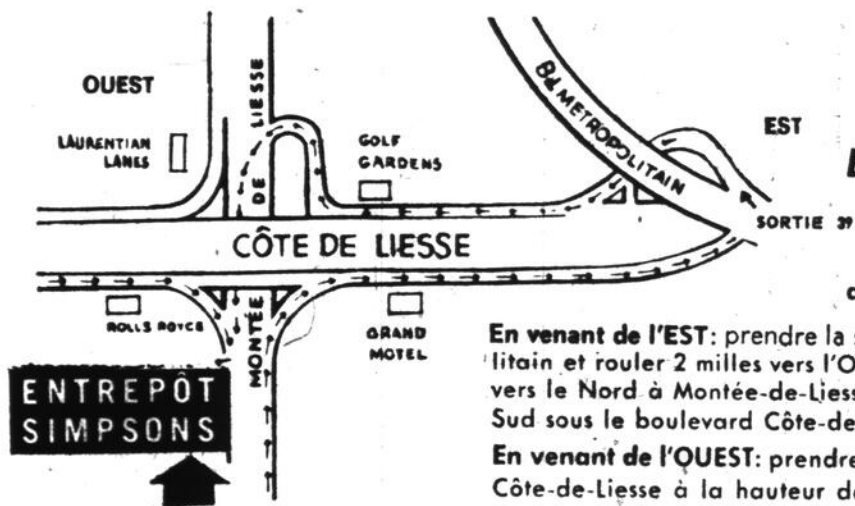 OUEST
LAURENTIAN
LANES
MONTÉE DE LIESSE
GOLF
GARDENS
Bd. METROPOLITAIN
EST
SORTIE 39
CÔTE DE LIESSE
ROLLS ROYCE
GRAND
MOTEL
ENTREPÔT
SIMPSONS
En venant de l'EST: prendre la
litain et rouler 2 milles vers l'O
vers le Nord à Montée-de-Liess
Sud sous le boulevard Côte-de
En venant de l'OUEST: prendre
Côte-de-Liesse à la hauteur d